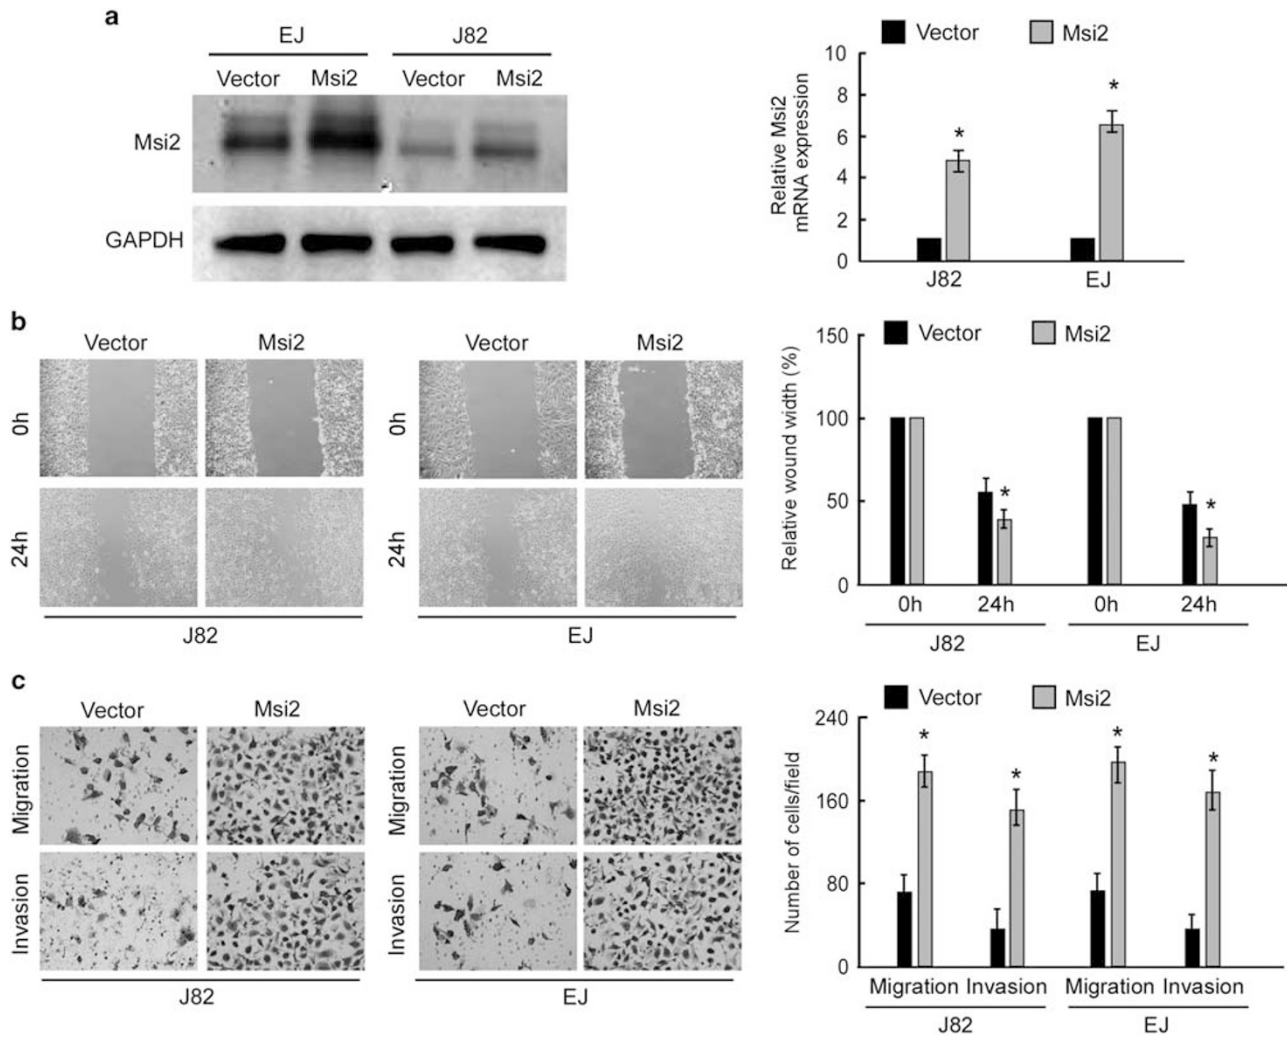 a
EJ J82
Vector Msi2 Vector Msi2
Msi2
GAPDH
Vector Msi2
Relative Msi2
mRNA expression
10
8
6
4
2
0
* *
J82 EJ
b
Vector Msi2 Vector Msi2
0h 0h
24h 24h
J82 EJ
Vector Msi2
Relative wound width (%)
150
100
50
0
* *
0h 24h 0h 24h
J82 EJ
c
Vector Msi2 Vector Msi2
Migration Migration
Invasion Invasion
J82 EJ
Vector Msi2
Number of cells/field
240
160
80
0
* * * *
Migration Invasion Migration Invasion
J82 EJ